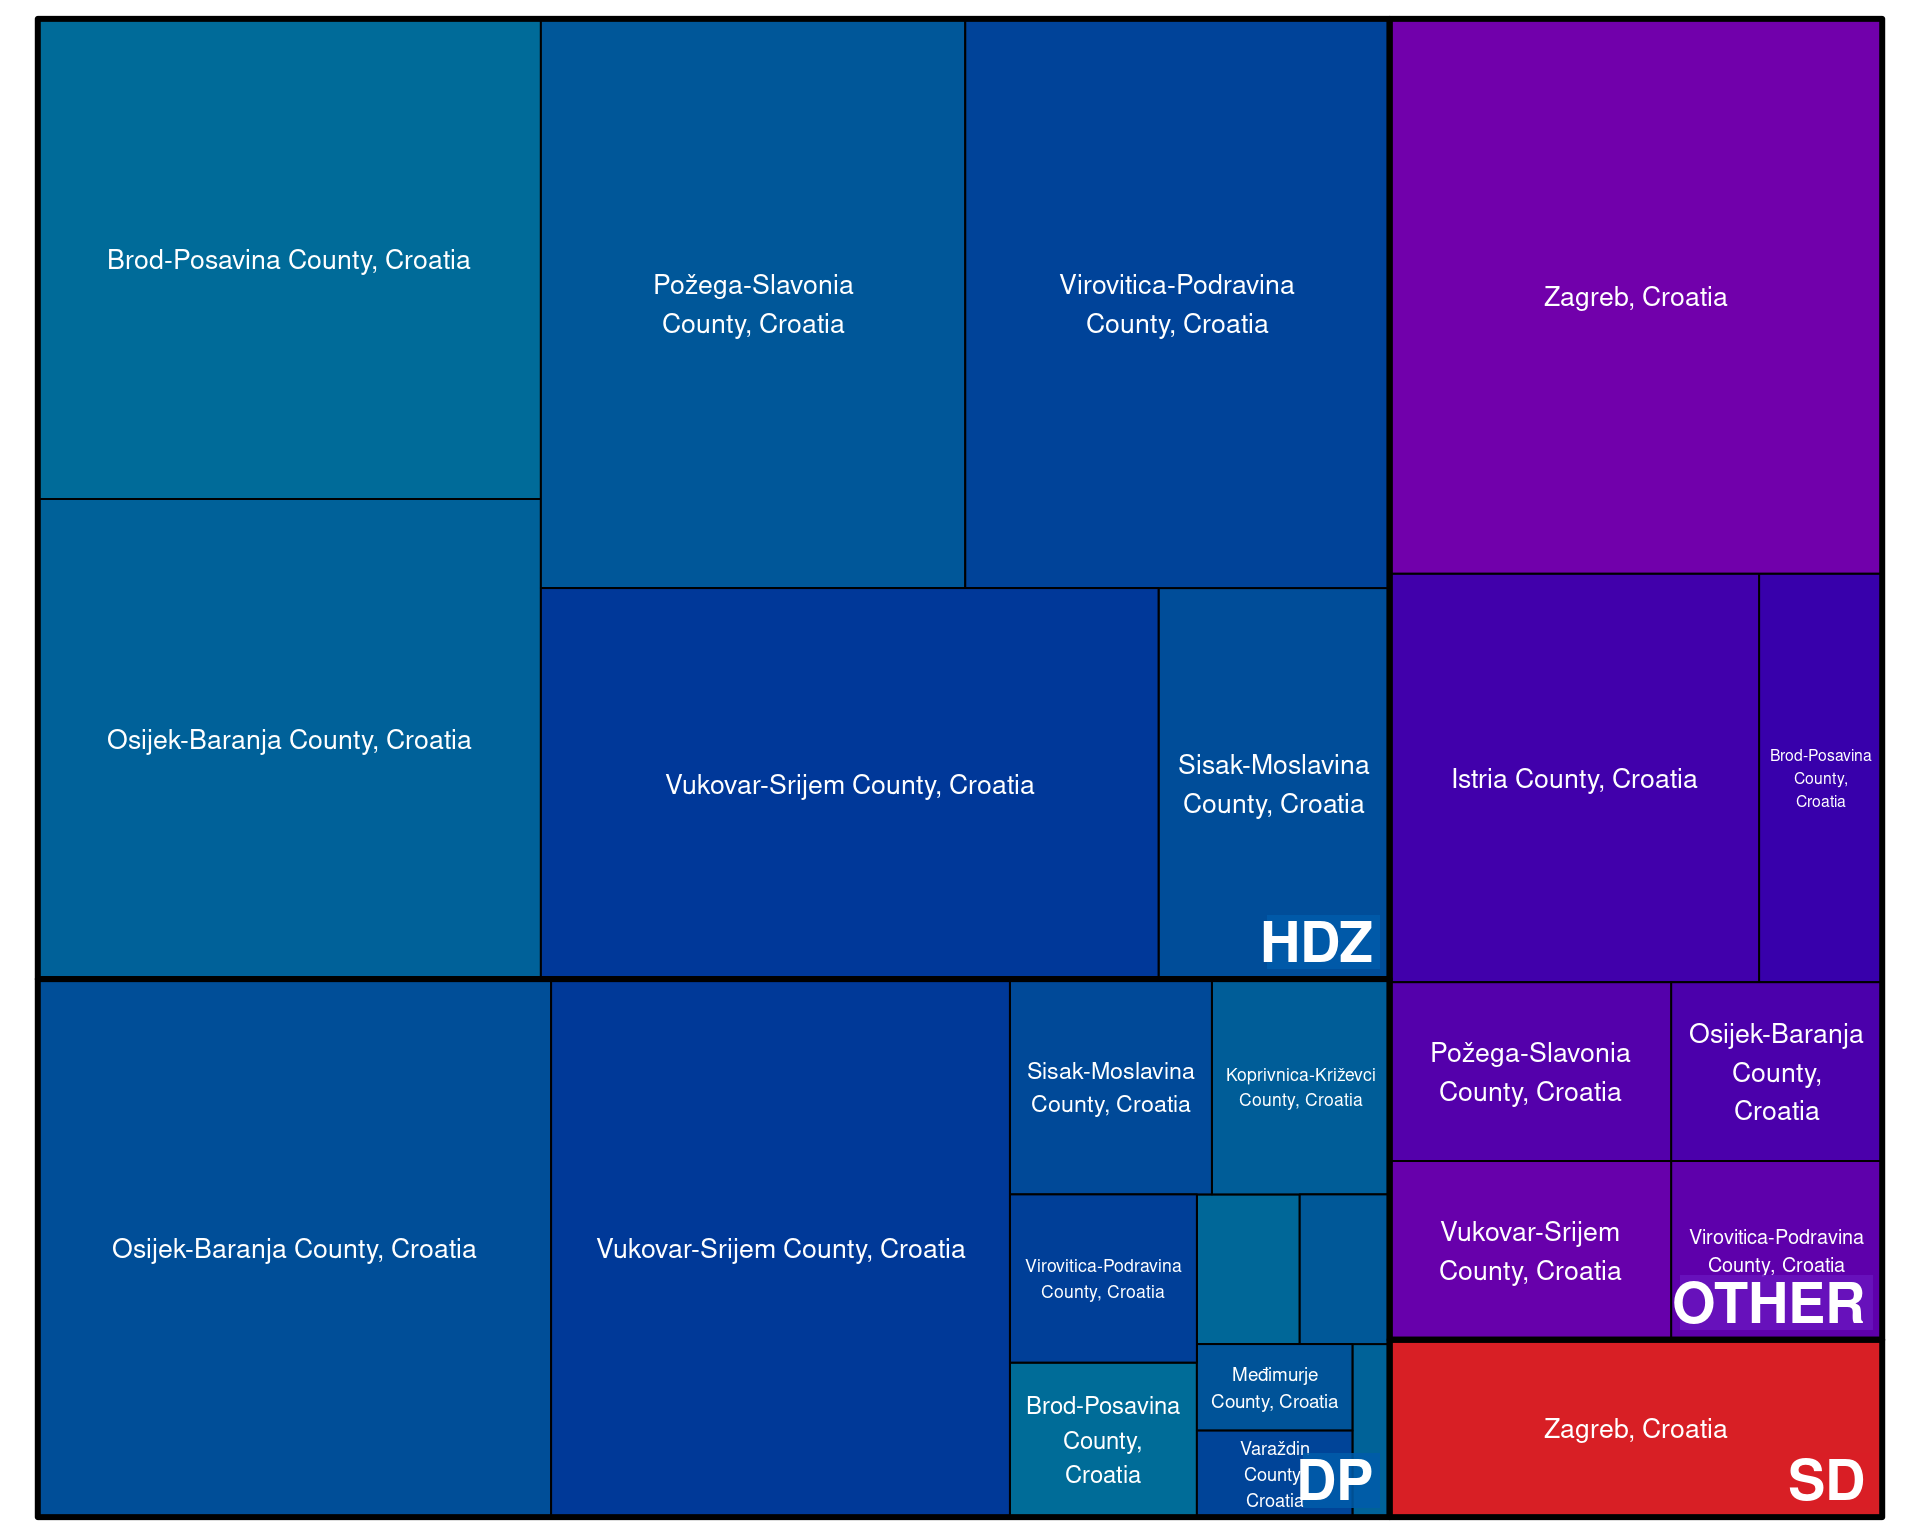 Brod-Posavina County, Croatia
Osijek-Baranja County, Croatia
Požega-Slavonia
County, Croatia
Virovitica-Podravina
County, Croatia
Vukovar-Srijem County, Croatia
Sisak-Moslavina
County, Croatia
HDZ
Osijek-Baranja County, Croatia
Vukovar-Srijem County, Croatia
Sisak-Moslavina
County, Croatia
Koprivnica-Križevci
County, Croatia
Virovitica-Podravina
County, Croatia
Brod-Posavina
County,
Croatia
Međimurje
County, Croatia
Varaždin
County,
Croatia
DP
Zagreb, Croatia
Istria County, Croatia
Brod-Posavina
County,
Croatia
Požega-Slavonia
County, Croatia
Osijek-Baranja
County,
Croatia
Vukovar-Srijem
County, Croatia
Virovitica-Podravina
County, Croatia
OTHER
Zagreb, Croatia
SD